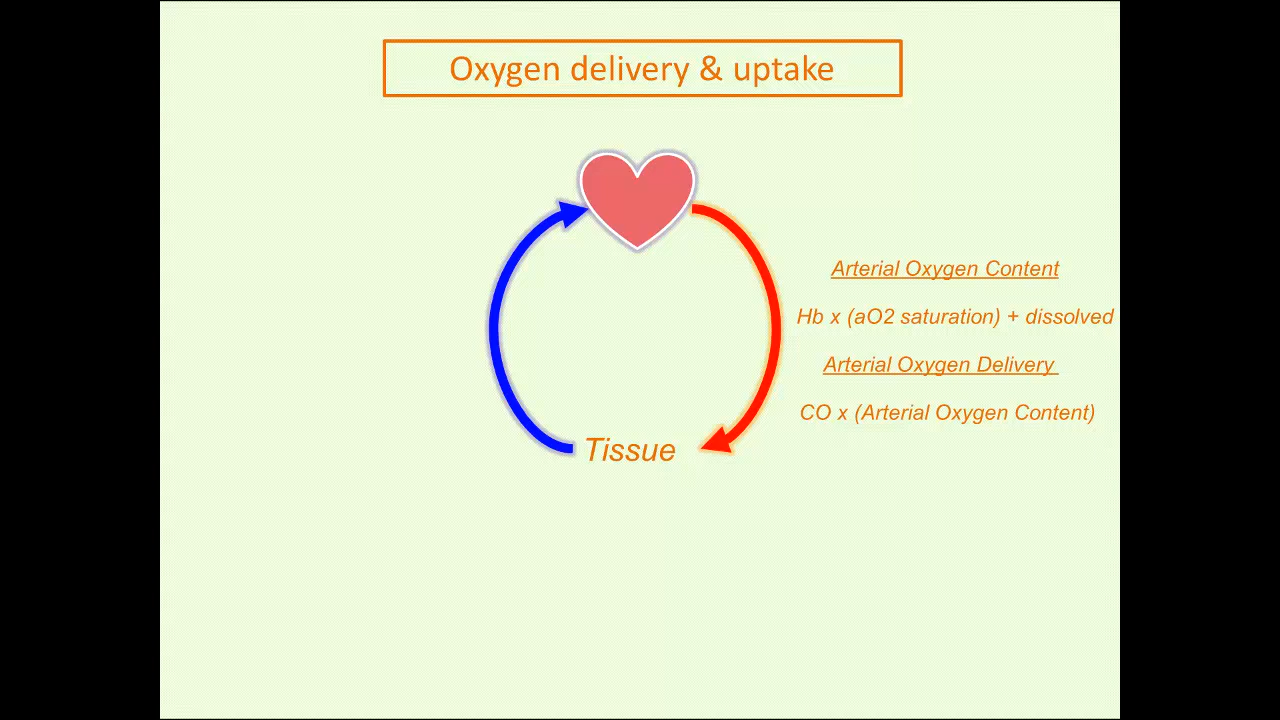 Oxygen delivery & uptake
Arterial Oxygen Content
Hb x (aO2 saturation) + dissolved
Arterial Oxygen Delivery
CO x (Arterial Oxygen Content)
Tissue